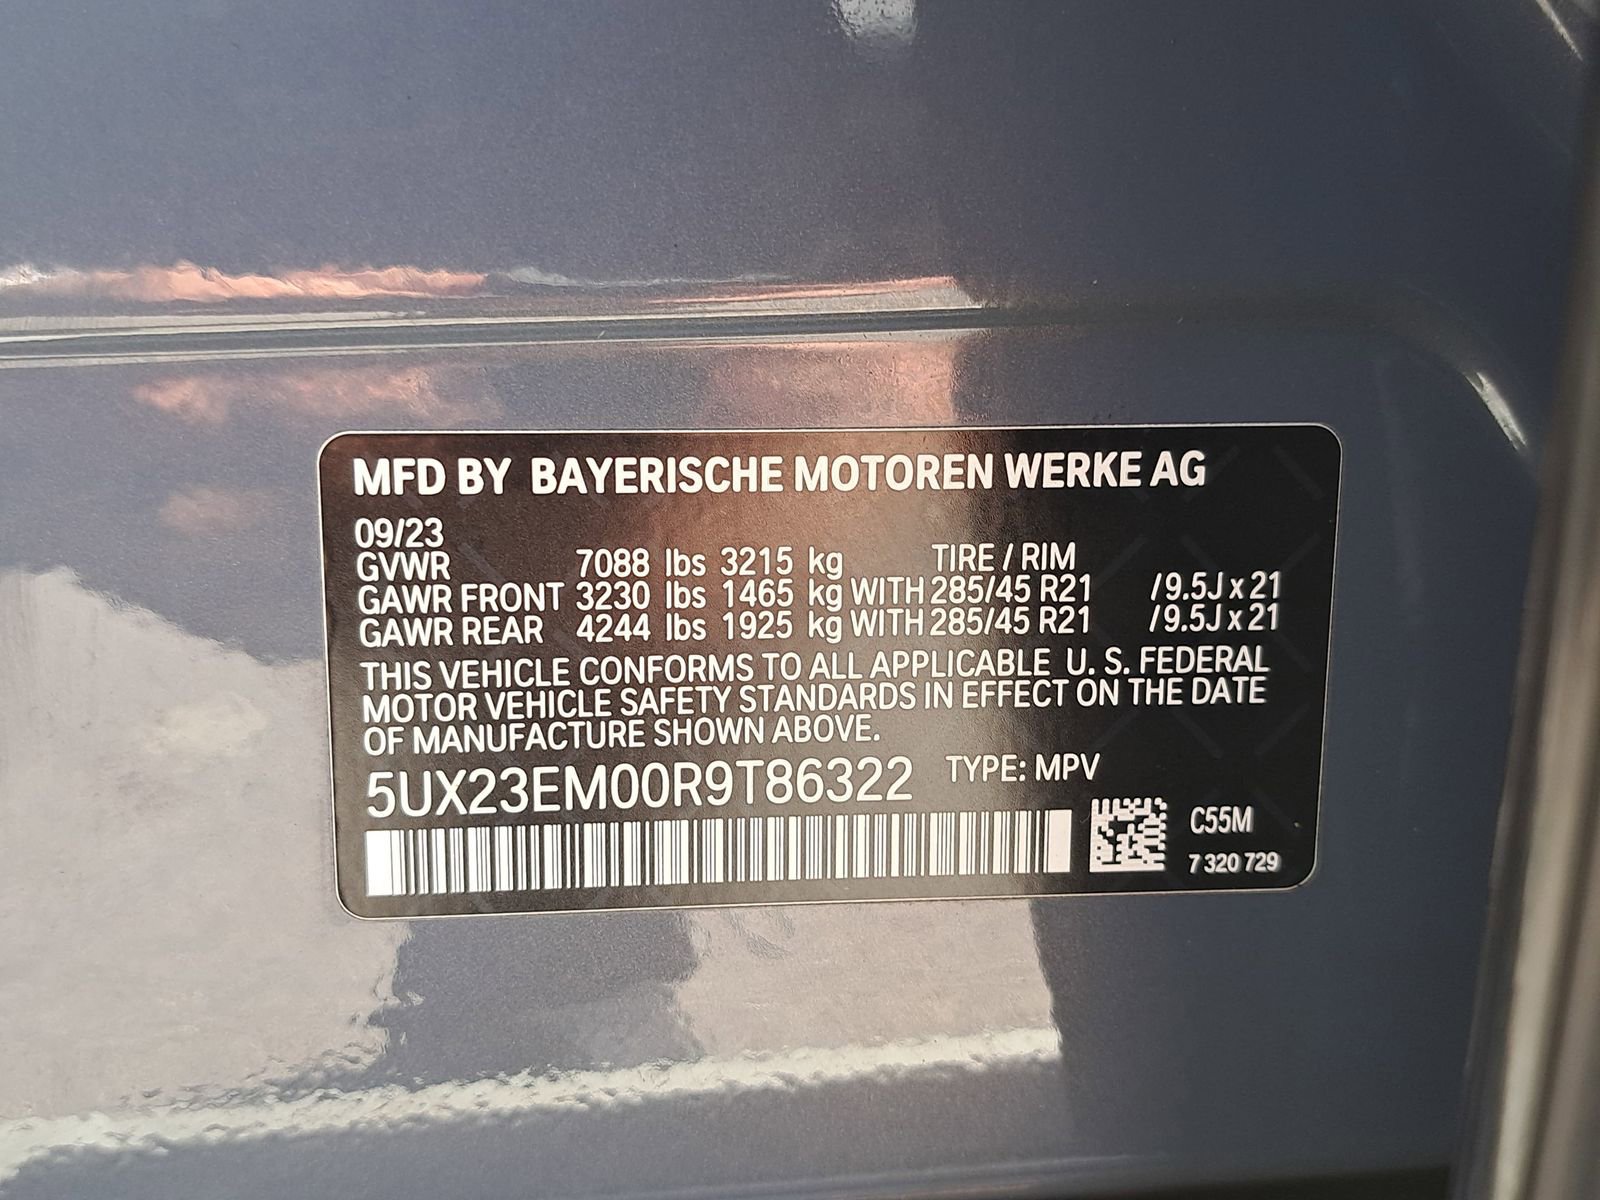 MFD BY BAYERISCHE MOTOREN WERKE AG
09/23
GVWR 7088 lbs 3215 kg TIRE / RIM
GAWR FRONT 3230 lbs 1465 kg WITH 285/45 R21 /9.5J x 21
GAWR REAR 4244 lbs 1925 kg WITH 285/45 R21 /9.5J x 21
THIS VEHICLE CONFORMS TO ALL APPLICABLE U. S. FEDERAL
MOTOR VEHICLE SAFETY STANDARDS IN EFFECT ON THE DATE
OF MANUFACTURE SHOWN ABOVE.
5UX23EM00R9T86322 TYPE: MPV
C55M
7 320 729